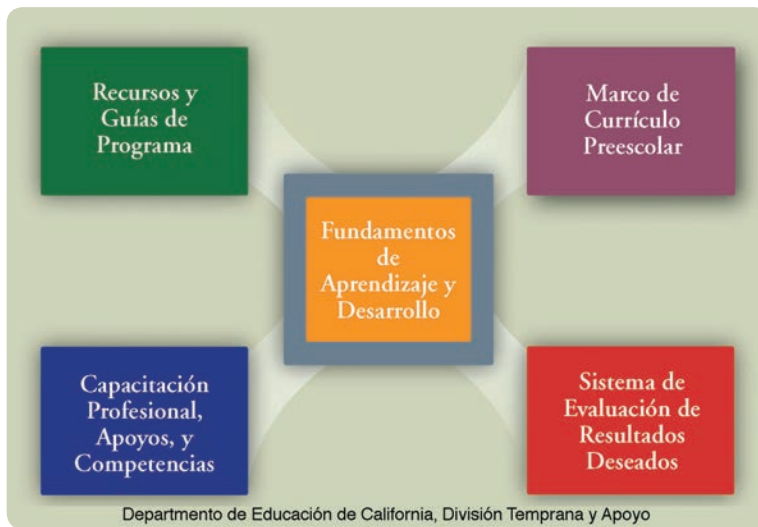 Recursos y
Guías de
Programa
Marco de
Currículo
Preescolar
Fundamentos
de
Aprendizaje y
Desarrollo
Capacitación
Profesional,
Apoyos, y
Competencias
Sistema de
Evaluación de
Resultados
Deseados
Departmento de Educación de California, División Temprana y Apoyo